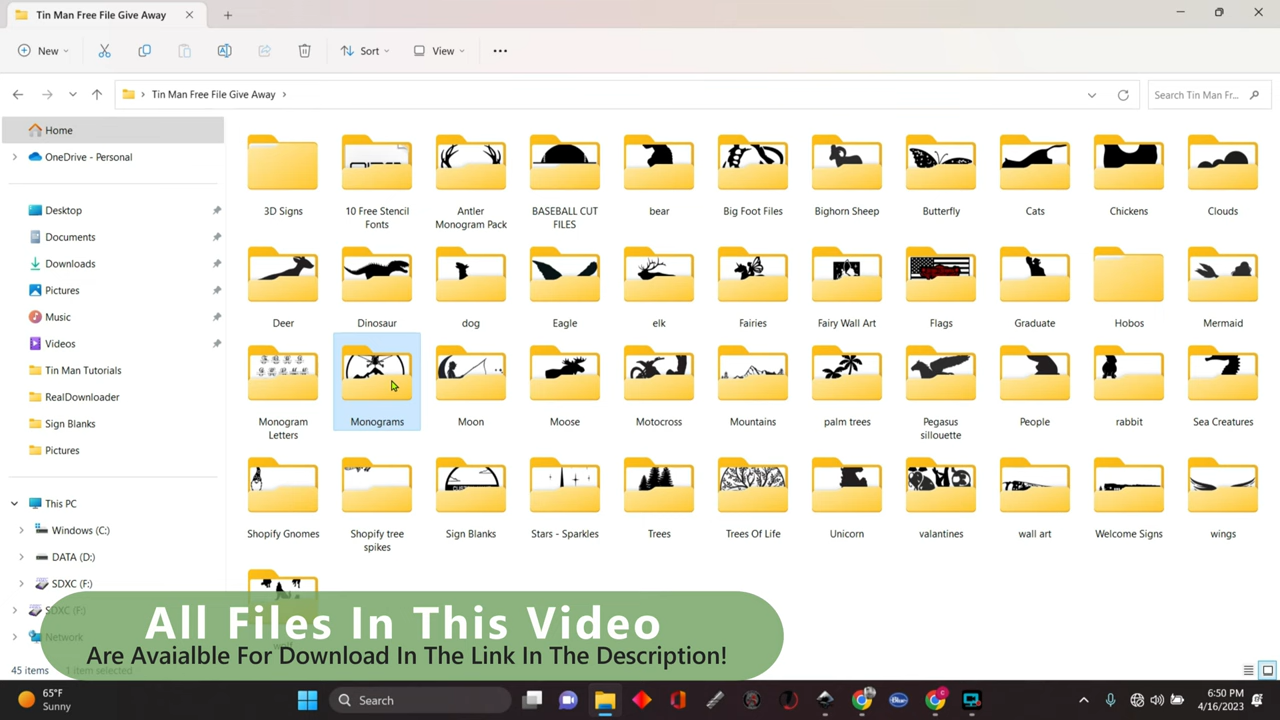 Tin Man Free File Give Away
New
Sort
View
Tin Man Free File Give Away
Search Tin Man Fr...
Home
OneDrive - Personal
Desktop
Documents
Downloads
Pictures
Music
Videos
Tin Man Tutorials
RealDownloader
Sign Blanks
Pictures
This PC
Windows (C:)
DATA (D:)
SDXC (F:)
SDXC (F:)
Network
3D Signs
10 Free Stencil
Fonts
Antler
Monogram Pack
BASEBALL CUT
FILES
bear
Big Foot Files
Bighorn Sheep
Butterfly
Cats
Chickens
Clouds
Deer
Dinosaur
dog
Eagle
elk
Fairies
Fairy Wall Art
Flags
Graduate
Hobos
Mermaid
Monogram
Letters
Monograms
Moon
Moose
Motocross
Mountains
palm trees
Pegasus
sillouette
People
rabbit
Sea Creatures
Shopify Gnomes
Shopify tree
spikes
Sign Blanks
Stars - Sparkles
Trees
Trees Of Life
Unicorn
valantines
wall art
Welcome Signs
wings
All Files In This Video
Are Avaialble For Download In The Link In The Description!
45 items
1 item selected
65°F
Sunny
Search
6:50 PM
4/16/2023